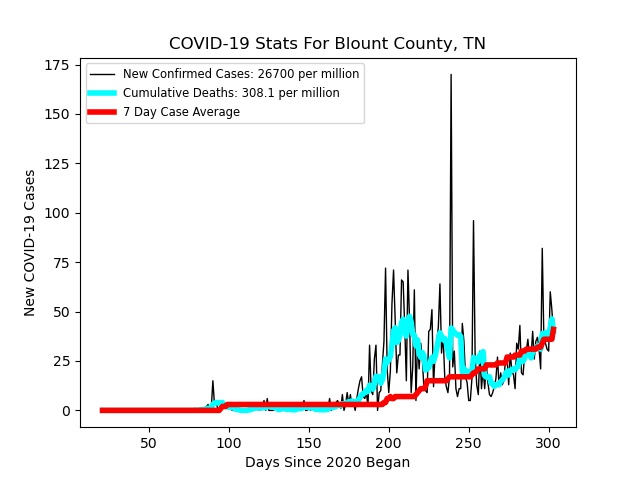 COVID-19 Stats For Blount County, TN
New Confirmed Cases: 26700 per million
Cumulative Deaths: 308.1 per million
7 Day Case Average
New COVID-19 Cases
175
150
125
100
75
50
25
0
50 100 150 200 250 300
Days Since 2020 Began